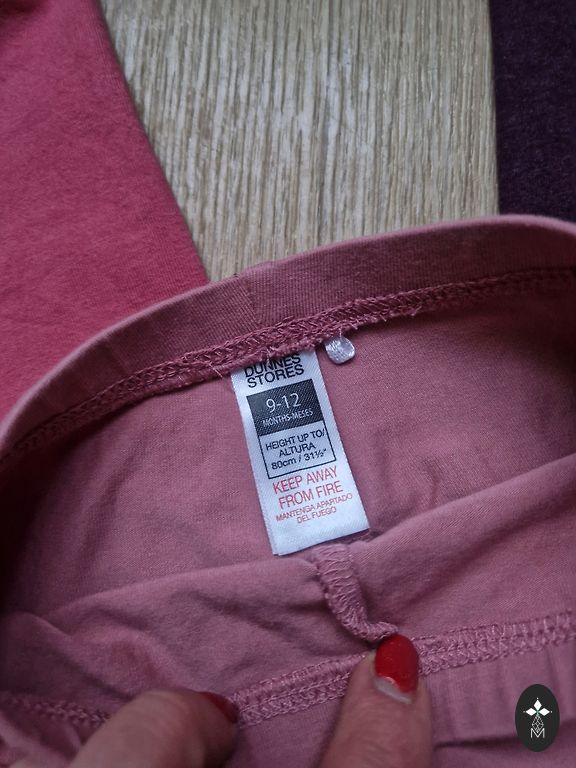 DUNNES
STORES
9-12
MONTHS-MESES
HEIGHT UP TO/
ALTURA
80cm / 31½"
KEEP AWAY
FROM FIRE
MANTENGA APARTADO
DEL FUEGO
M